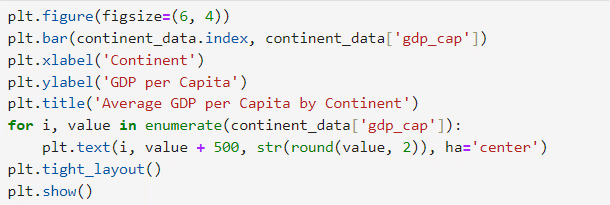 plt.figure(figsize=(6, 4))
plt.bar(continent_data.index, continent_data['gdp_cap'])
plt.xlabel('Continent')
plt.ylabel('GDP per Capita')
plt.title('Average GDP per Capita by Continent')
for i, value in enumerate(continent_data['gdp_cap']):
    plt.text(i, value + 500, str(round(value, 2)), ha='center')
plt.tight_layout()
plt.show()